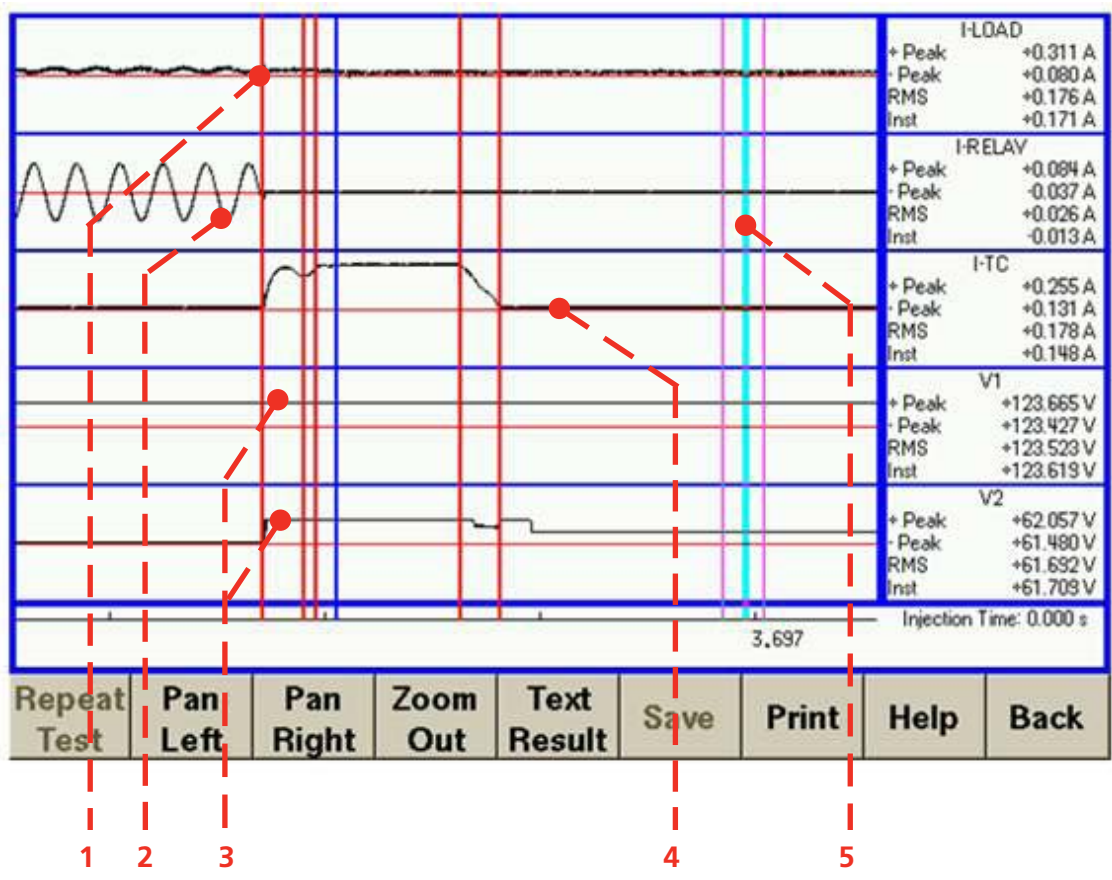 I-LOAD
+ Peak +0.311 A
- Peak +0.080 A
RMS +0.176 A
Inst +0.171 A
I-RELAY
+ Peak +0.084 A
- Peak -0.037 A
RMS +0.026 A
Inst -0.013 A
I-TC
+ Peak +0.255 A
- Peak +0.131 A
RMS +0.178 A
Inst +0.148 A
V1
+ Peak +123.665 V
- Peak +123.427 V
RMS +123.523 V
Inst +123.619 V
V2
+ Peak +62.057 V
- Peak +61.480 V
RMS +61.692 V
Inst +61.709 V
Injection Time: 0.000 s
3.697
Repeat Test
Pan Left
Pan Right
Zoom Out
Text Result
Save
Print
Help
Back
1 2 3 4 5